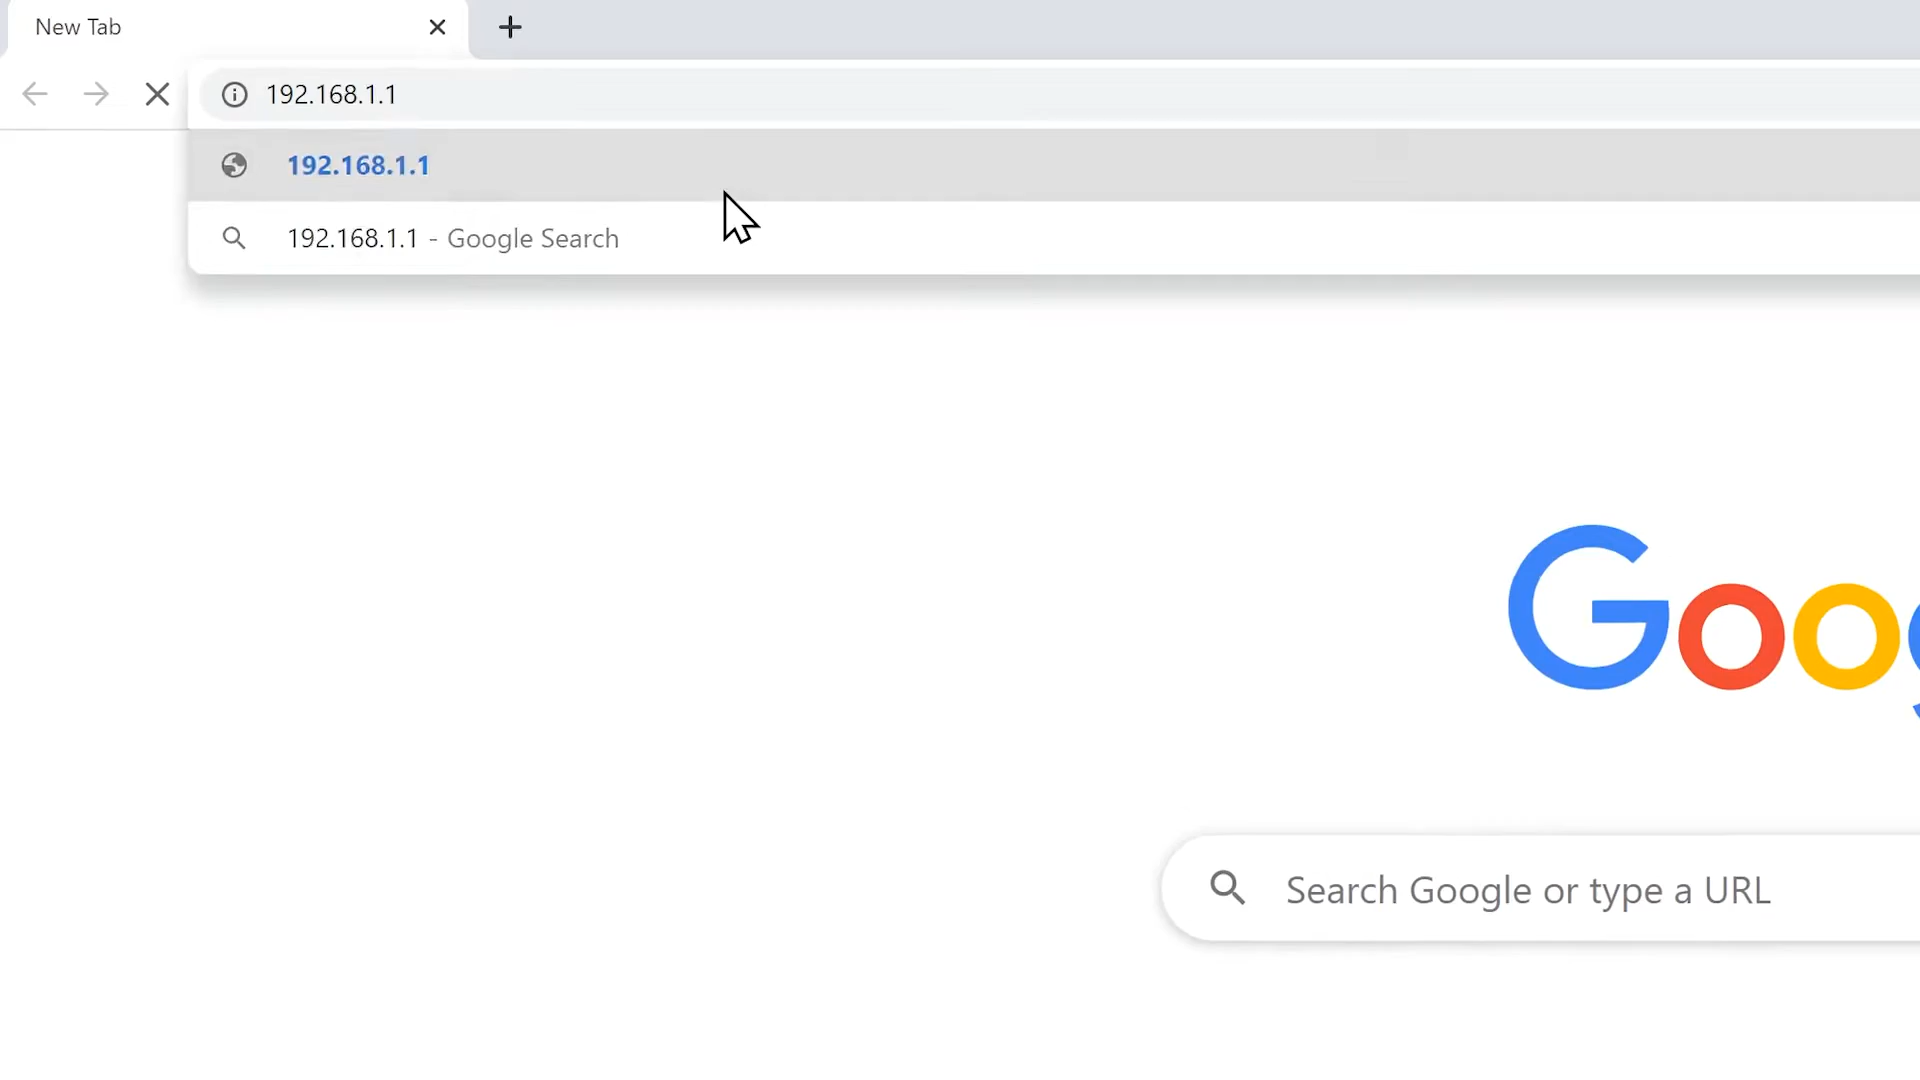 New Tab
192.168.1.1
192.168.1.1
192.168.1.1 - Google Search
Goo
Search Google or type a URL